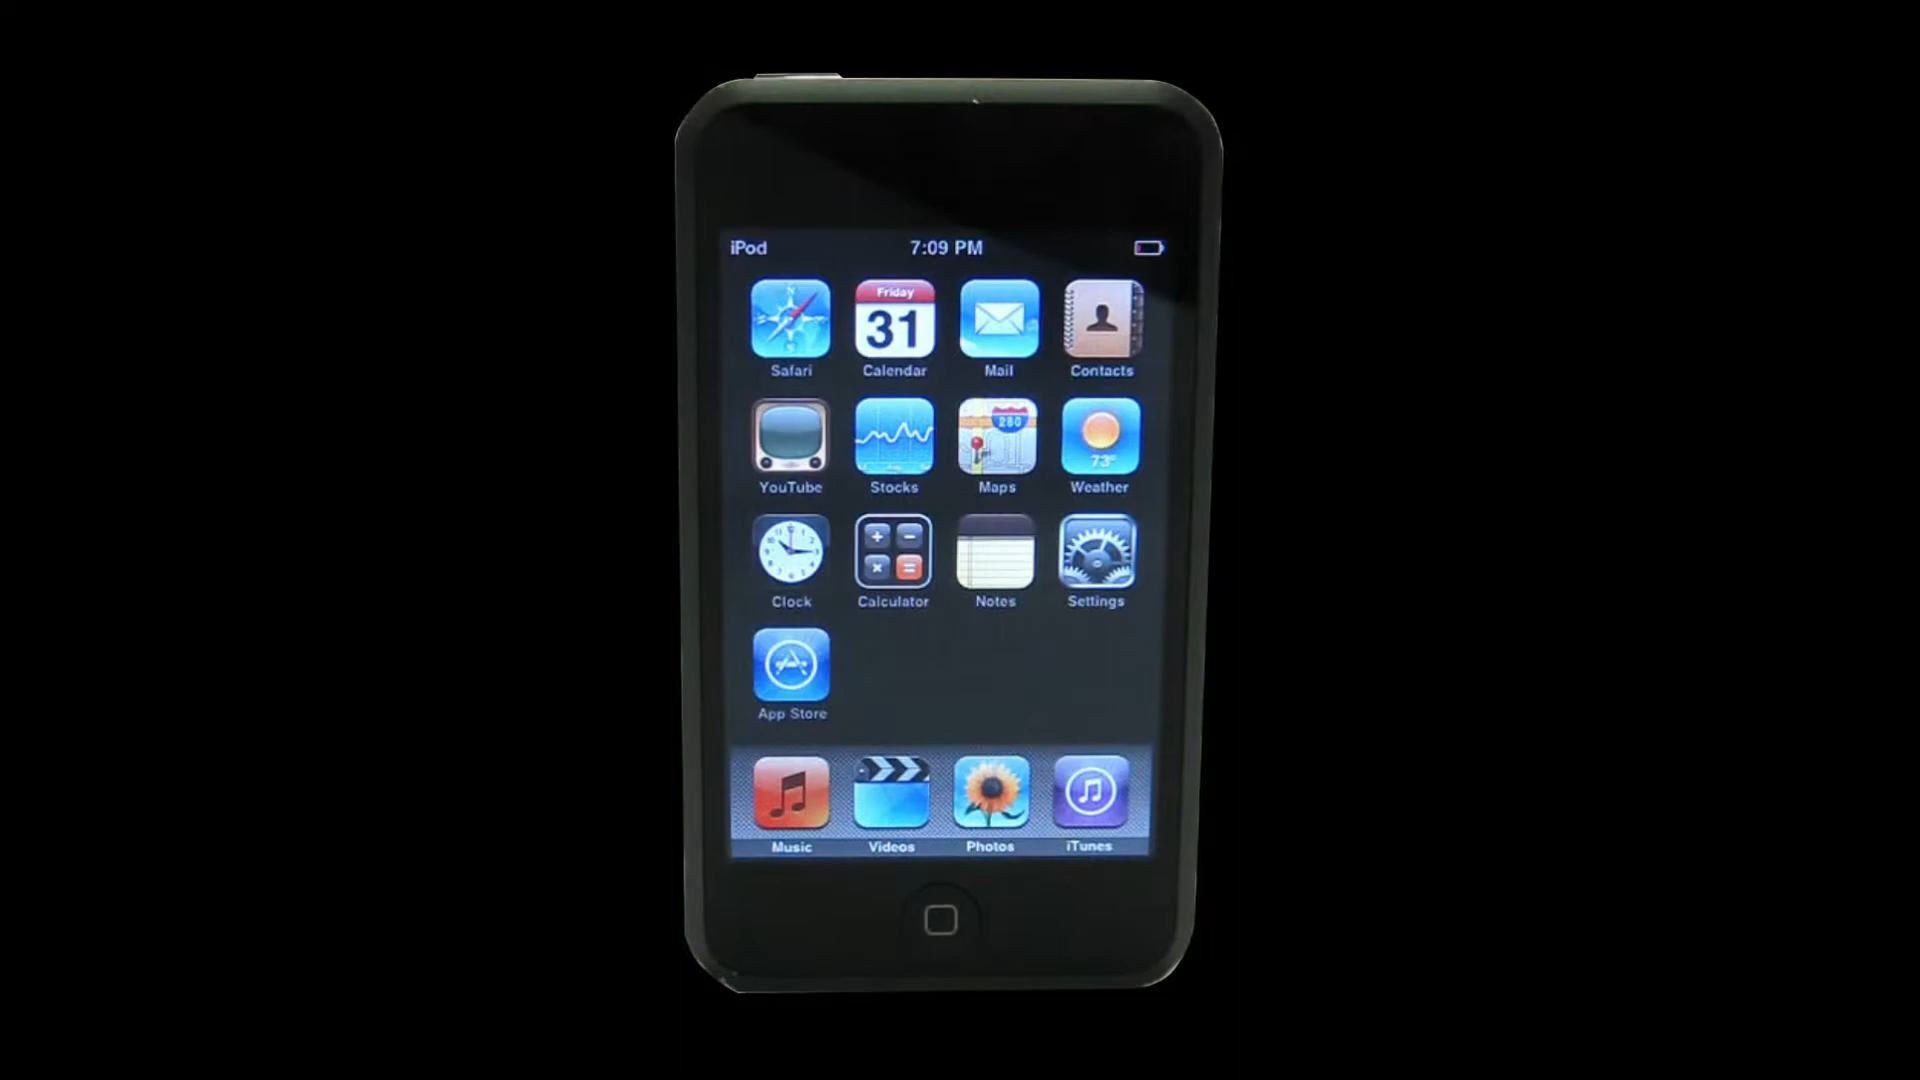 iPod 7:09 PM
Friday
31
Safari Calendar Mail Contacts
280
73°
YouTube Stocks Maps Weather
Clock Calculator Notes Settings
App Store
Music Videos Photos iTunes